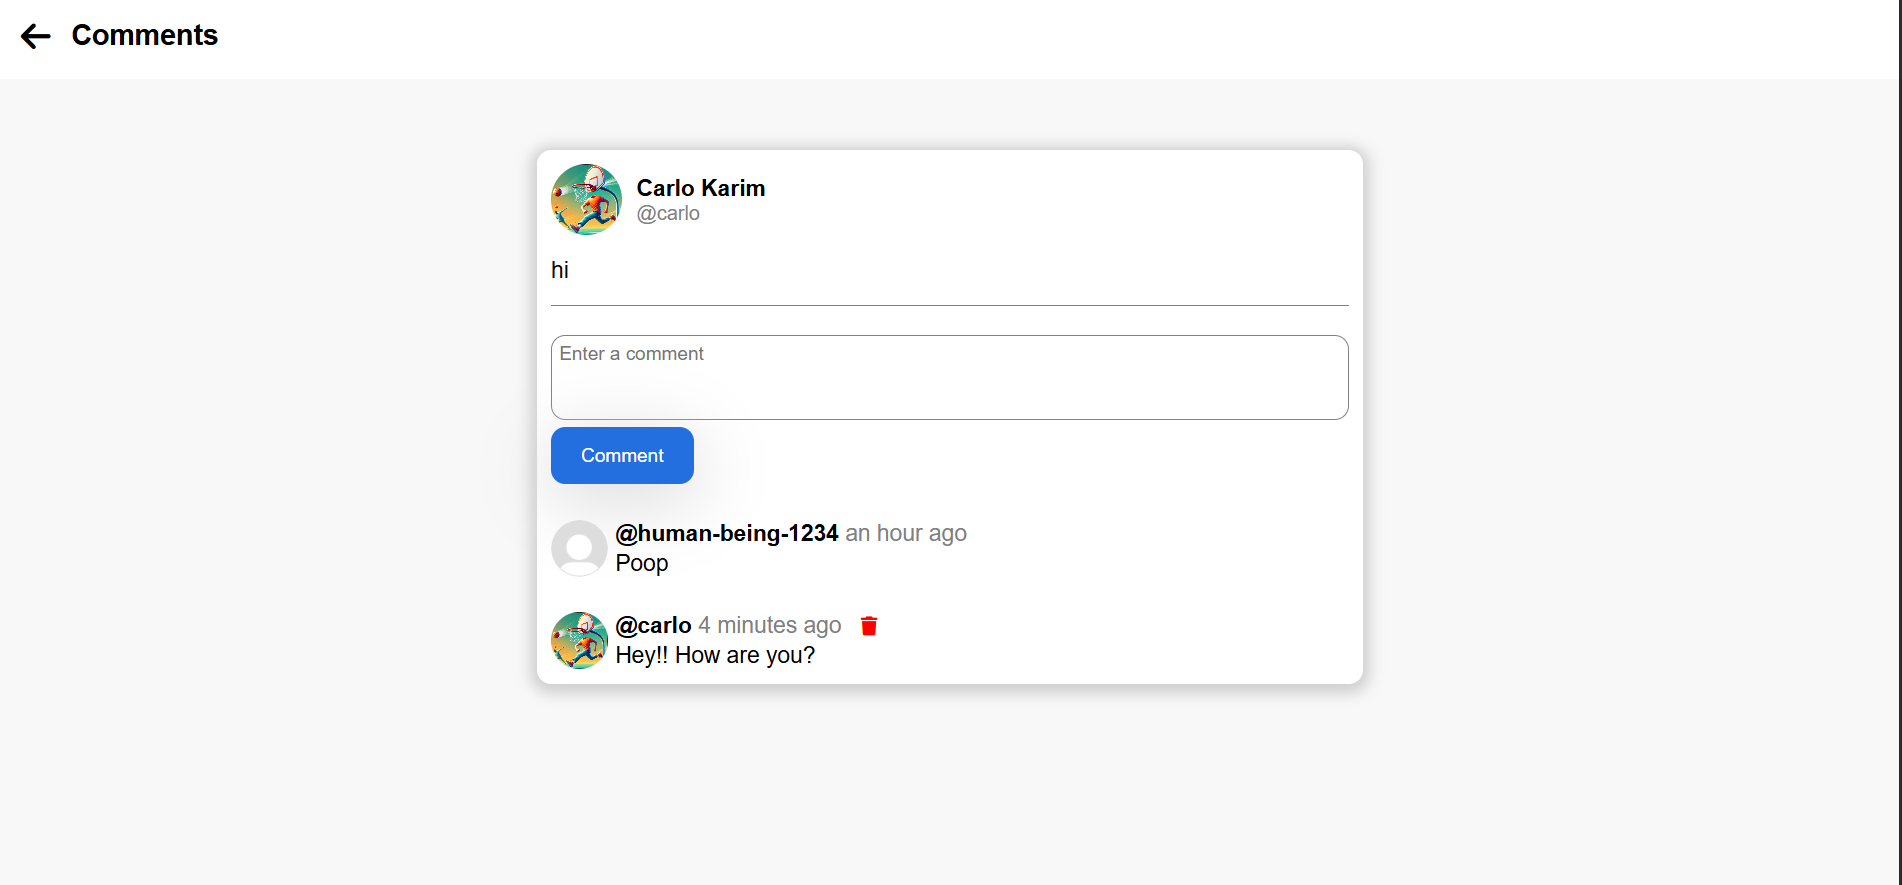 Comments
Carlo Karim
@carlo
hi
Enter a comment
Comment
@human-being-1234 an hour ago
Poop
@carlo 4 minutes ago
Hey!! How are you?